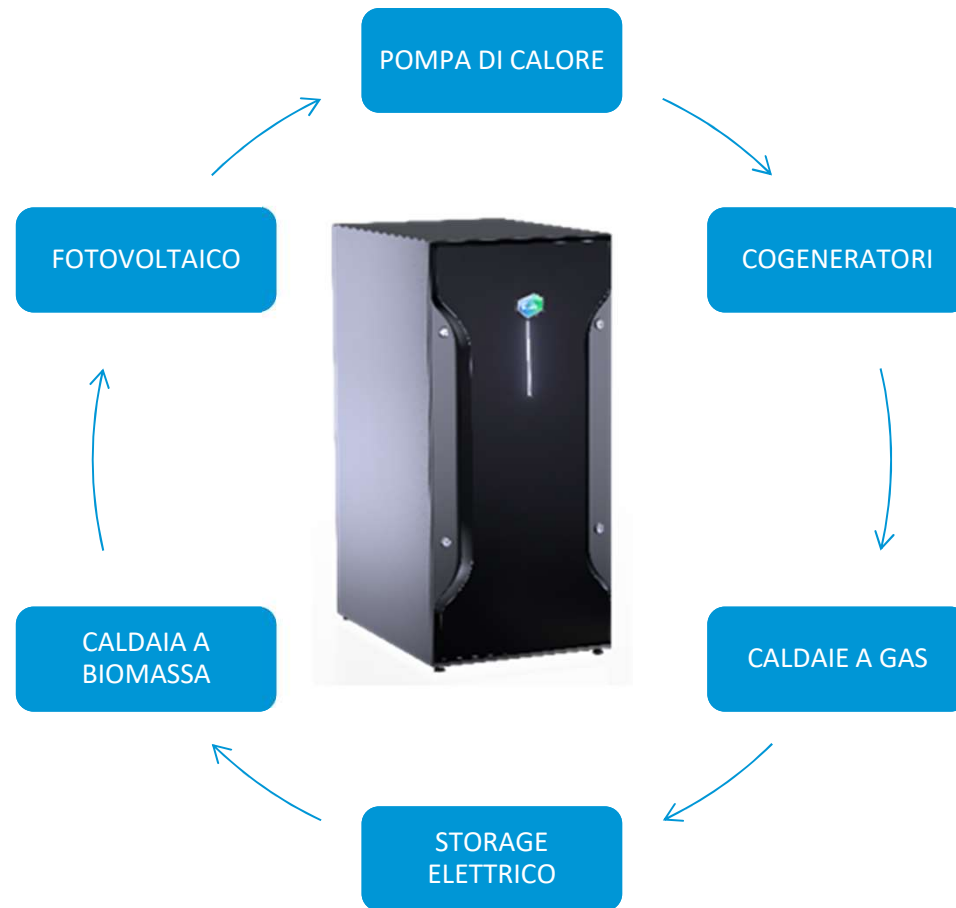 POMPA DI CALORE
FOTOVOLTAICO
COGENERATORI
CALDAIA A
BIOMASSA
CALDAIE A GAS
STORAGE
ELETTRICO